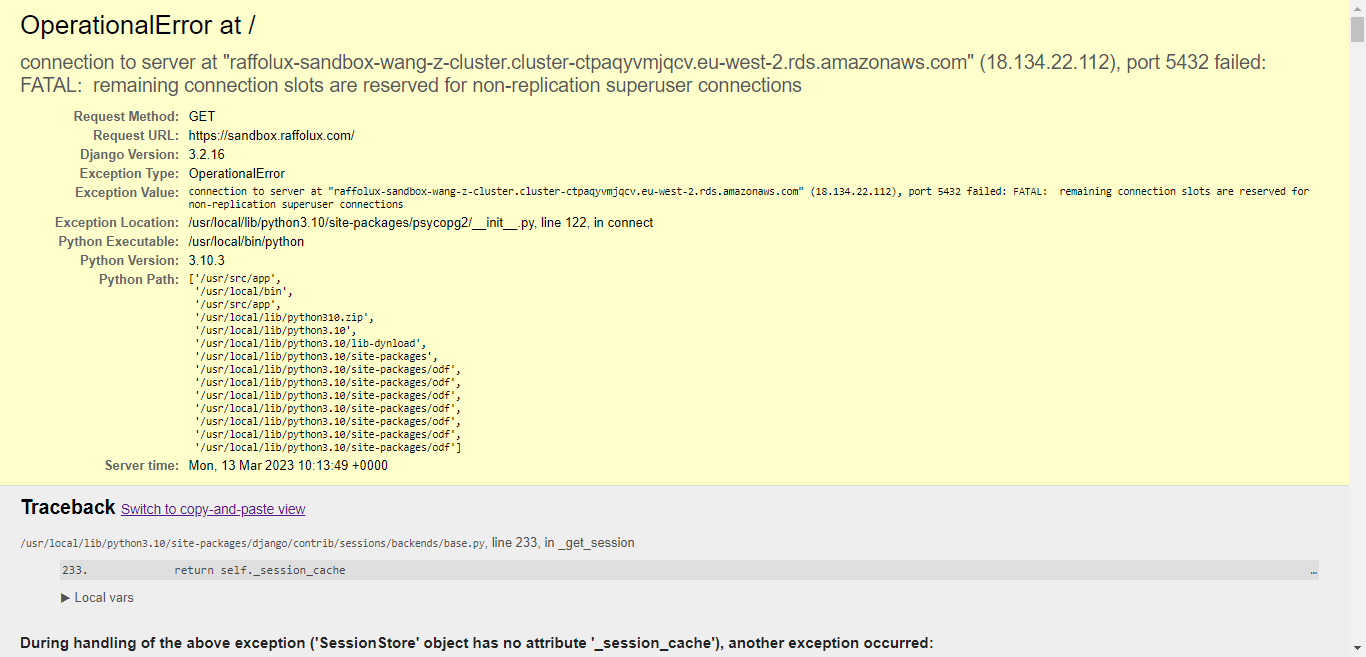 OperationalError at /
connection to server at "raffolux-sandbox-wang-z-cluster.cluster-ctpaqyvmjqcv.eu-west-2.rds.amazonaws.com" (18.134.22.112), port 5432 failed:
FATAL:  remaining connection slots are reserved for non-replication superuser connections
Request Method: GET
Request URL: https://sandbox.raffolux.com/
Django Version: 3.2.16
Exception Type: OperationalError
Exception Value: connection to server at "raffolux-sandbox-wang-z-cluster.cluster-ctpaqyvmjqcv.eu-west-2.rds.amazonaws.com" (18.134.22.112), port 5432 failed: FATAL:  remaining connection slots are reserved for
non-replication superuser connections
Exception Location: /usr/local/lib/python3.10/site-packages/psycopg2/__init__.py, line 122, in connect
Python Executable: /usr/local/bin/python
Python Version: 3.10.3
Python Path: ['/usr/src/app',
'/usr/local/bin',
'/usr/src/app',
'/usr/local/lib/python310.zip',
'/usr/local/lib/python3.10',
'/usr/local/lib/python3.10/lib-dynload',
'/usr/local/lib/python3.10/site-packages',
'/usr/local/lib/python3.10/site-packages/odf',
'/usr/local/lib/python3.10/site-packages/odf',
'/usr/local/lib/python3.10/site-packages/odf',
'/usr/local/lib/python3.10/site-packages/odf',
'/usr/local/lib/python3.10/site-packages/odf',
'/usr/local/lib/python3.10/site-packages/odf',
'/usr/local/lib/python3.10/site-packages/odf']
Server time: Mon, 13 Mar 2023 10:13:49 +0000
Traceback Switch to copy-and-paste view
/usr/local/lib/python3.10/site-packages/django/contrib/sessions/backends/base.py, line 233, in _get_session
233. return self._session_cache …
▶ Local vars
During handling of the above exception ('SessionStore' object has no attribute '_session_cache'), another exception occurred: